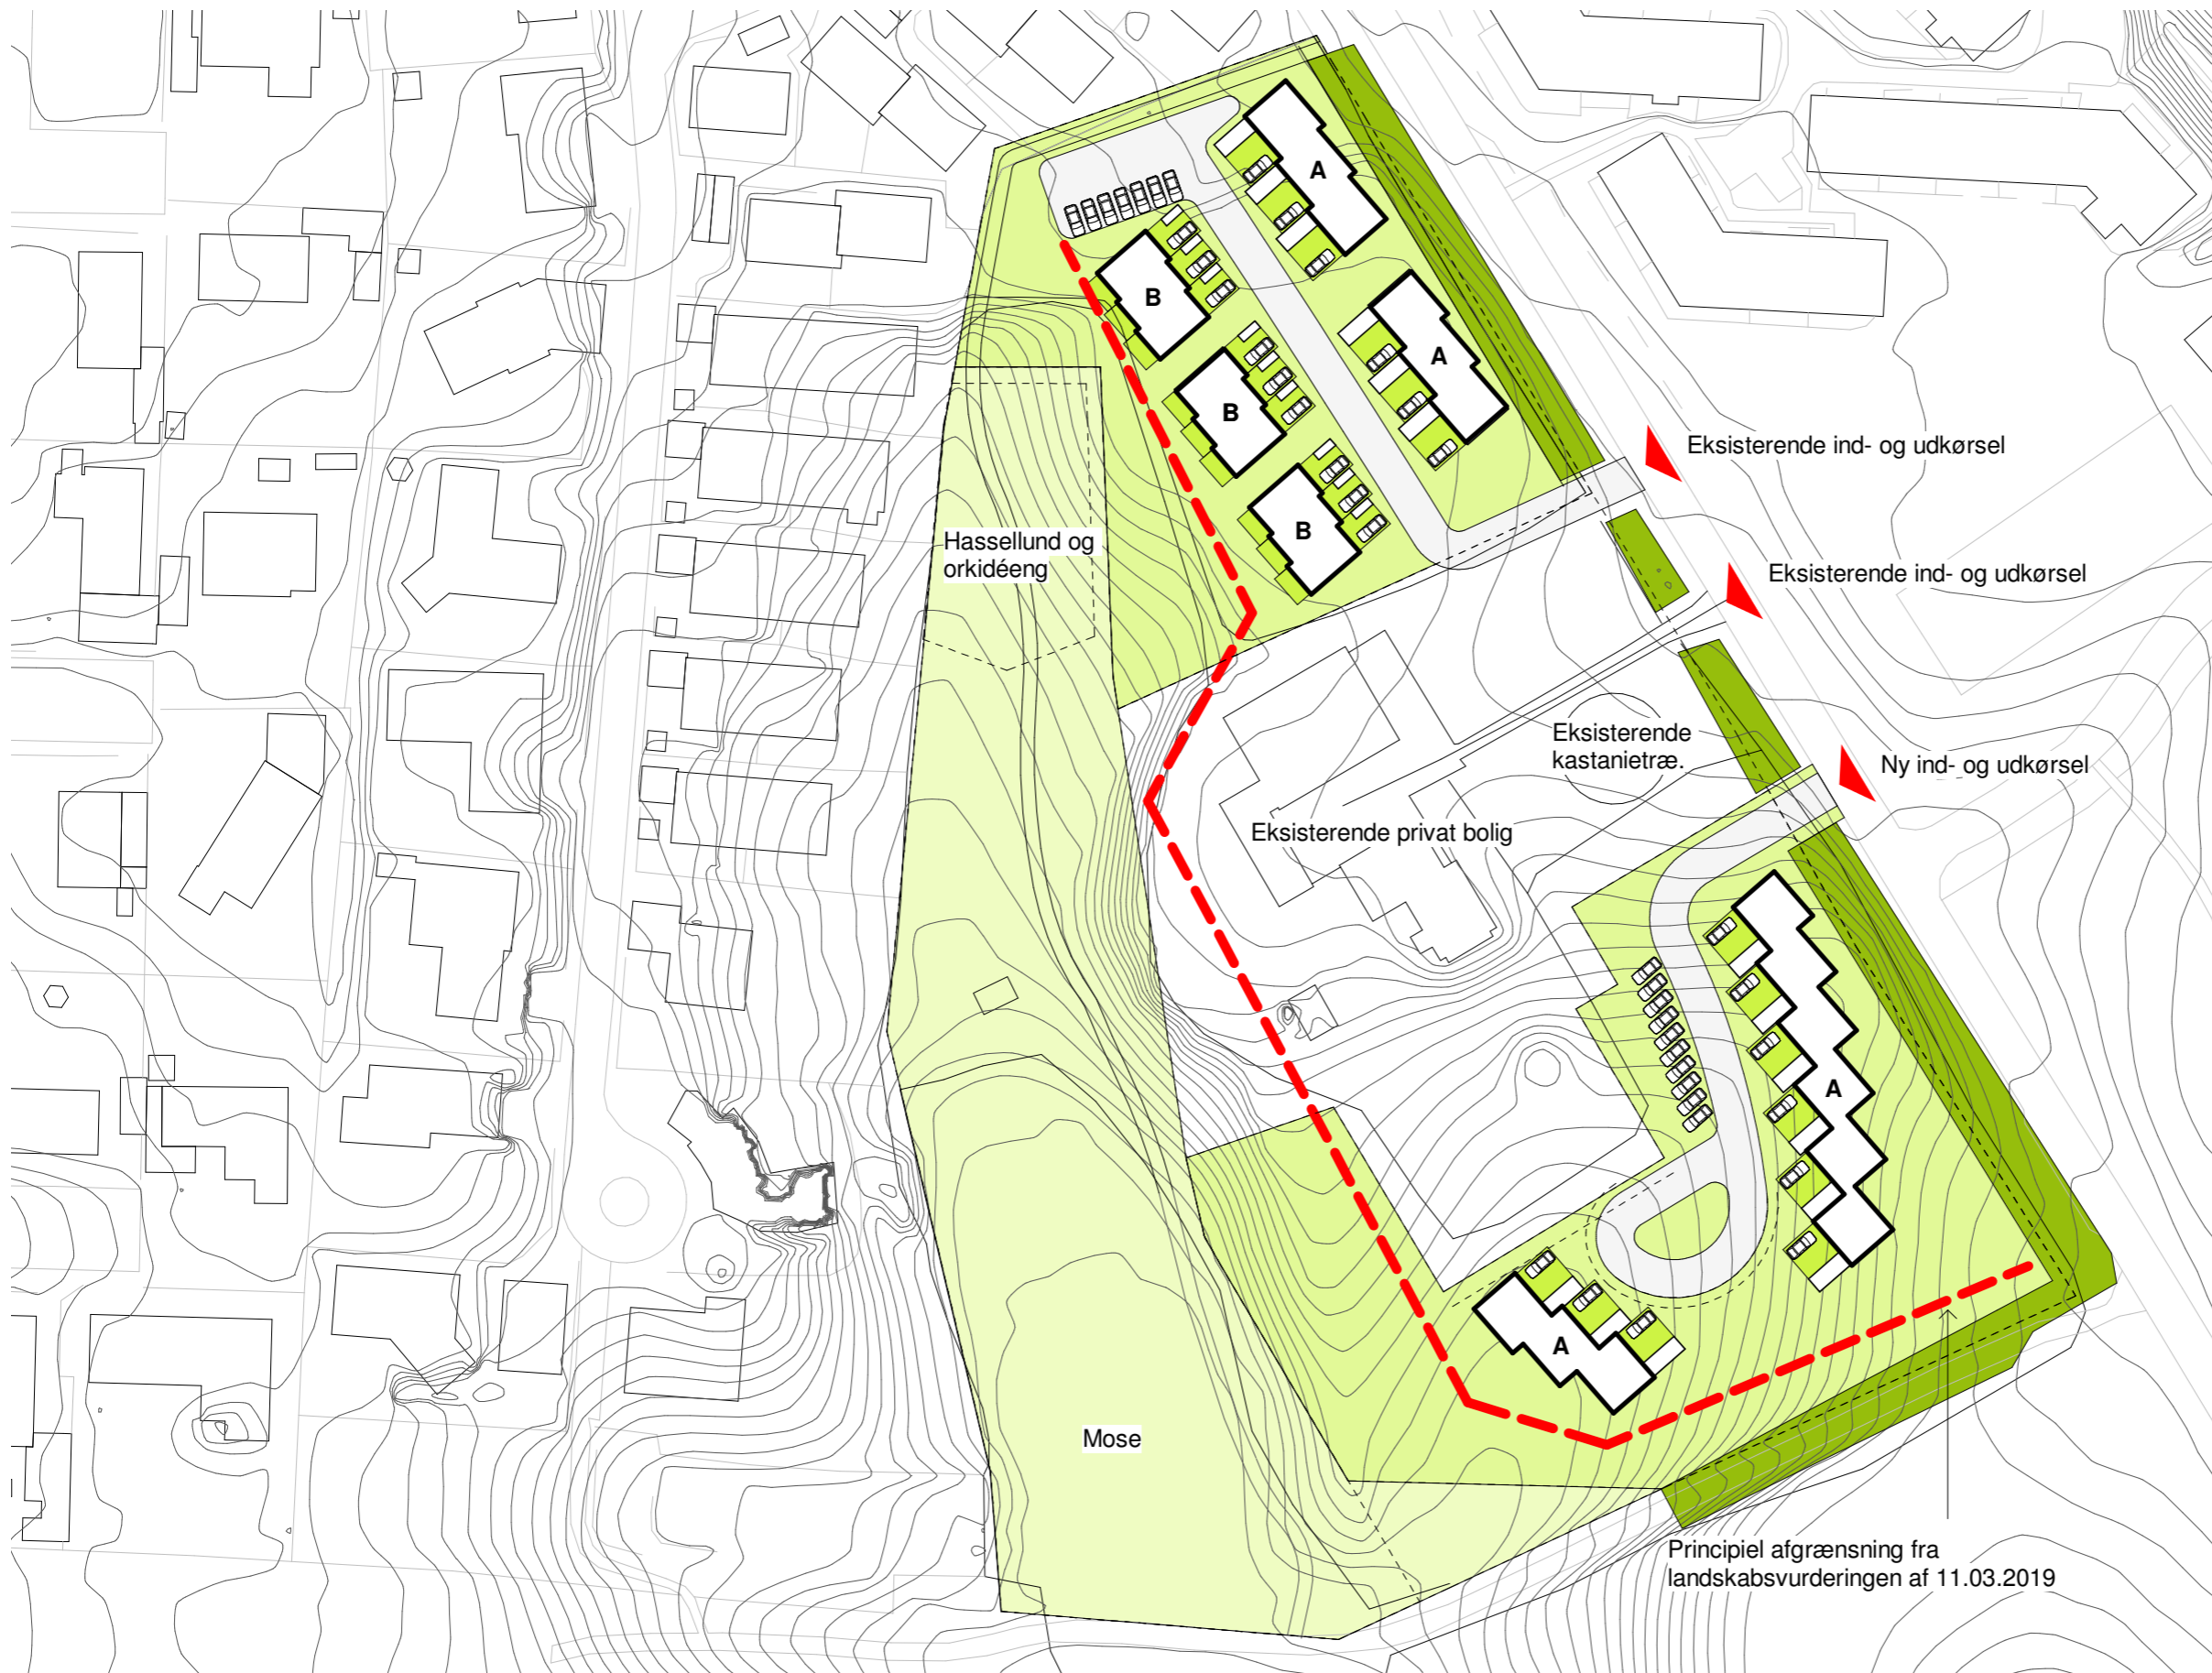 A
B
A
B
Eksisterende ind- og udkørsel
B
Hassellund og
orkidéeng
Eksisterende ind- og udkørsel
Eksisterende
kastanietræ.
Ny ind- og udkørsel
Eksisterende privat bolig
A
A
Mose
Principiel afgrænsning fra
landskabsvurderingen af 11.03.2019